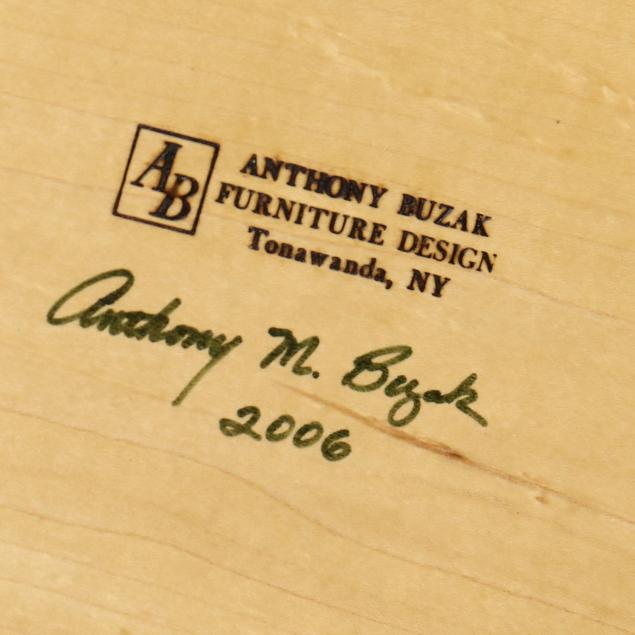 AB
ANTHONY BUZAK
FURNITURE DESIGN
Tonawanda, NY
Anthony M. Buzak
2006